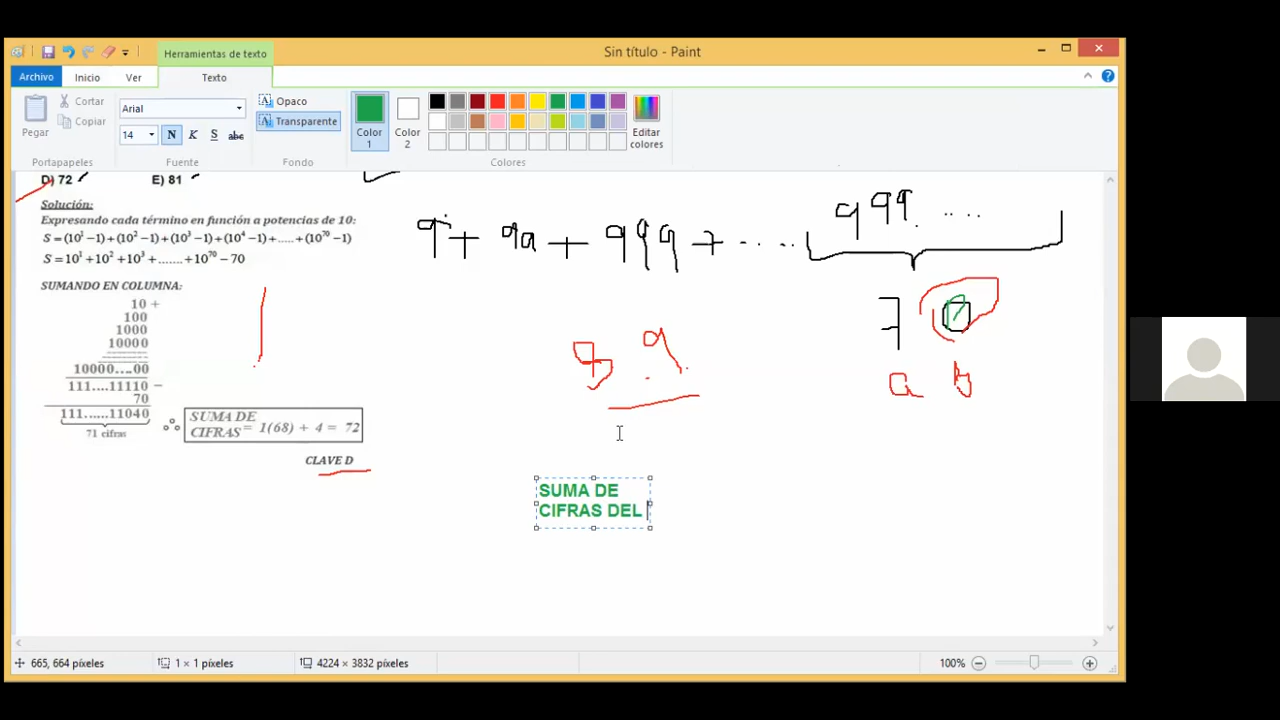 Herramientas de texto
Sin título - Paint
Archivo
Inicio
Ver
Texto
Pegar
Cortar
Copiar
Portapapeles
Arial
14
N K S abc
Fuente
Opaco
Transparente
Fondo
Color 1
Color 2
Editar colores
Colores
D) 72
E) 81
Solución:
Expresando cada término en función a potencias de 10:
S = (10¹ −1)+(10² −1)+(10³ −1)+(10⁴ −1)+.....+(10⁷⁰ −1)
S = 10¹ +10² +10³ +.......+10⁷⁰ − 70
SUMANDO EN COLUMNA:
10 +
100
1000
10000
10000....00
111....11110 −
70
111......11040
71 cifras
∴ SUMA DE
CIFRAS = 1(68) + 4 = 72
CLAVE D
9 + 99 + 999 + .... 999 ....
7 0
a b
9
SUMA DE
CIFRAS DEL
665, 664 píxeles
1 × 1 píxeles
4224 × 3832 píxeles
100%